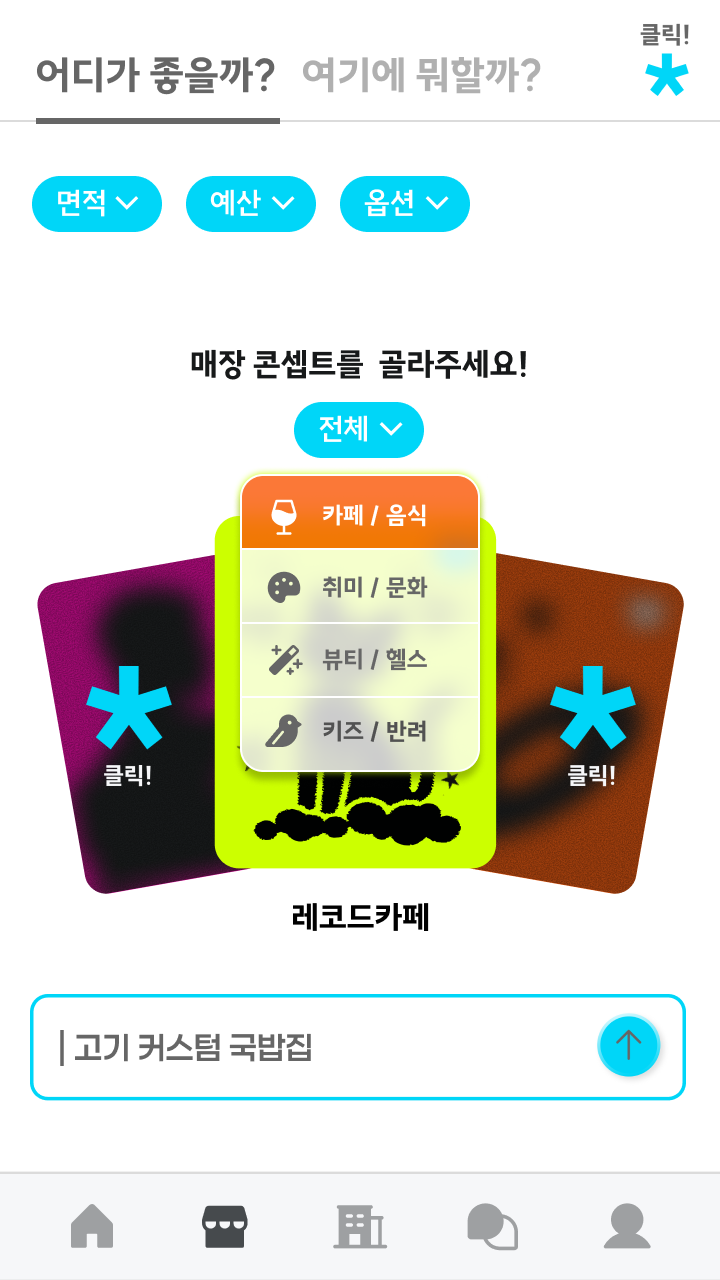 클릭!
어디가 좋을까? 여기에 뭐할까?
면적 예산 옵션
매장 콘셉트를 골라주세요!
전체
카페 / 음식
취미 / 문화
뷰티 / 헬스
키즈 / 반려
클릭! 클릭!
레코드카페
고기 커스텀 국밥집